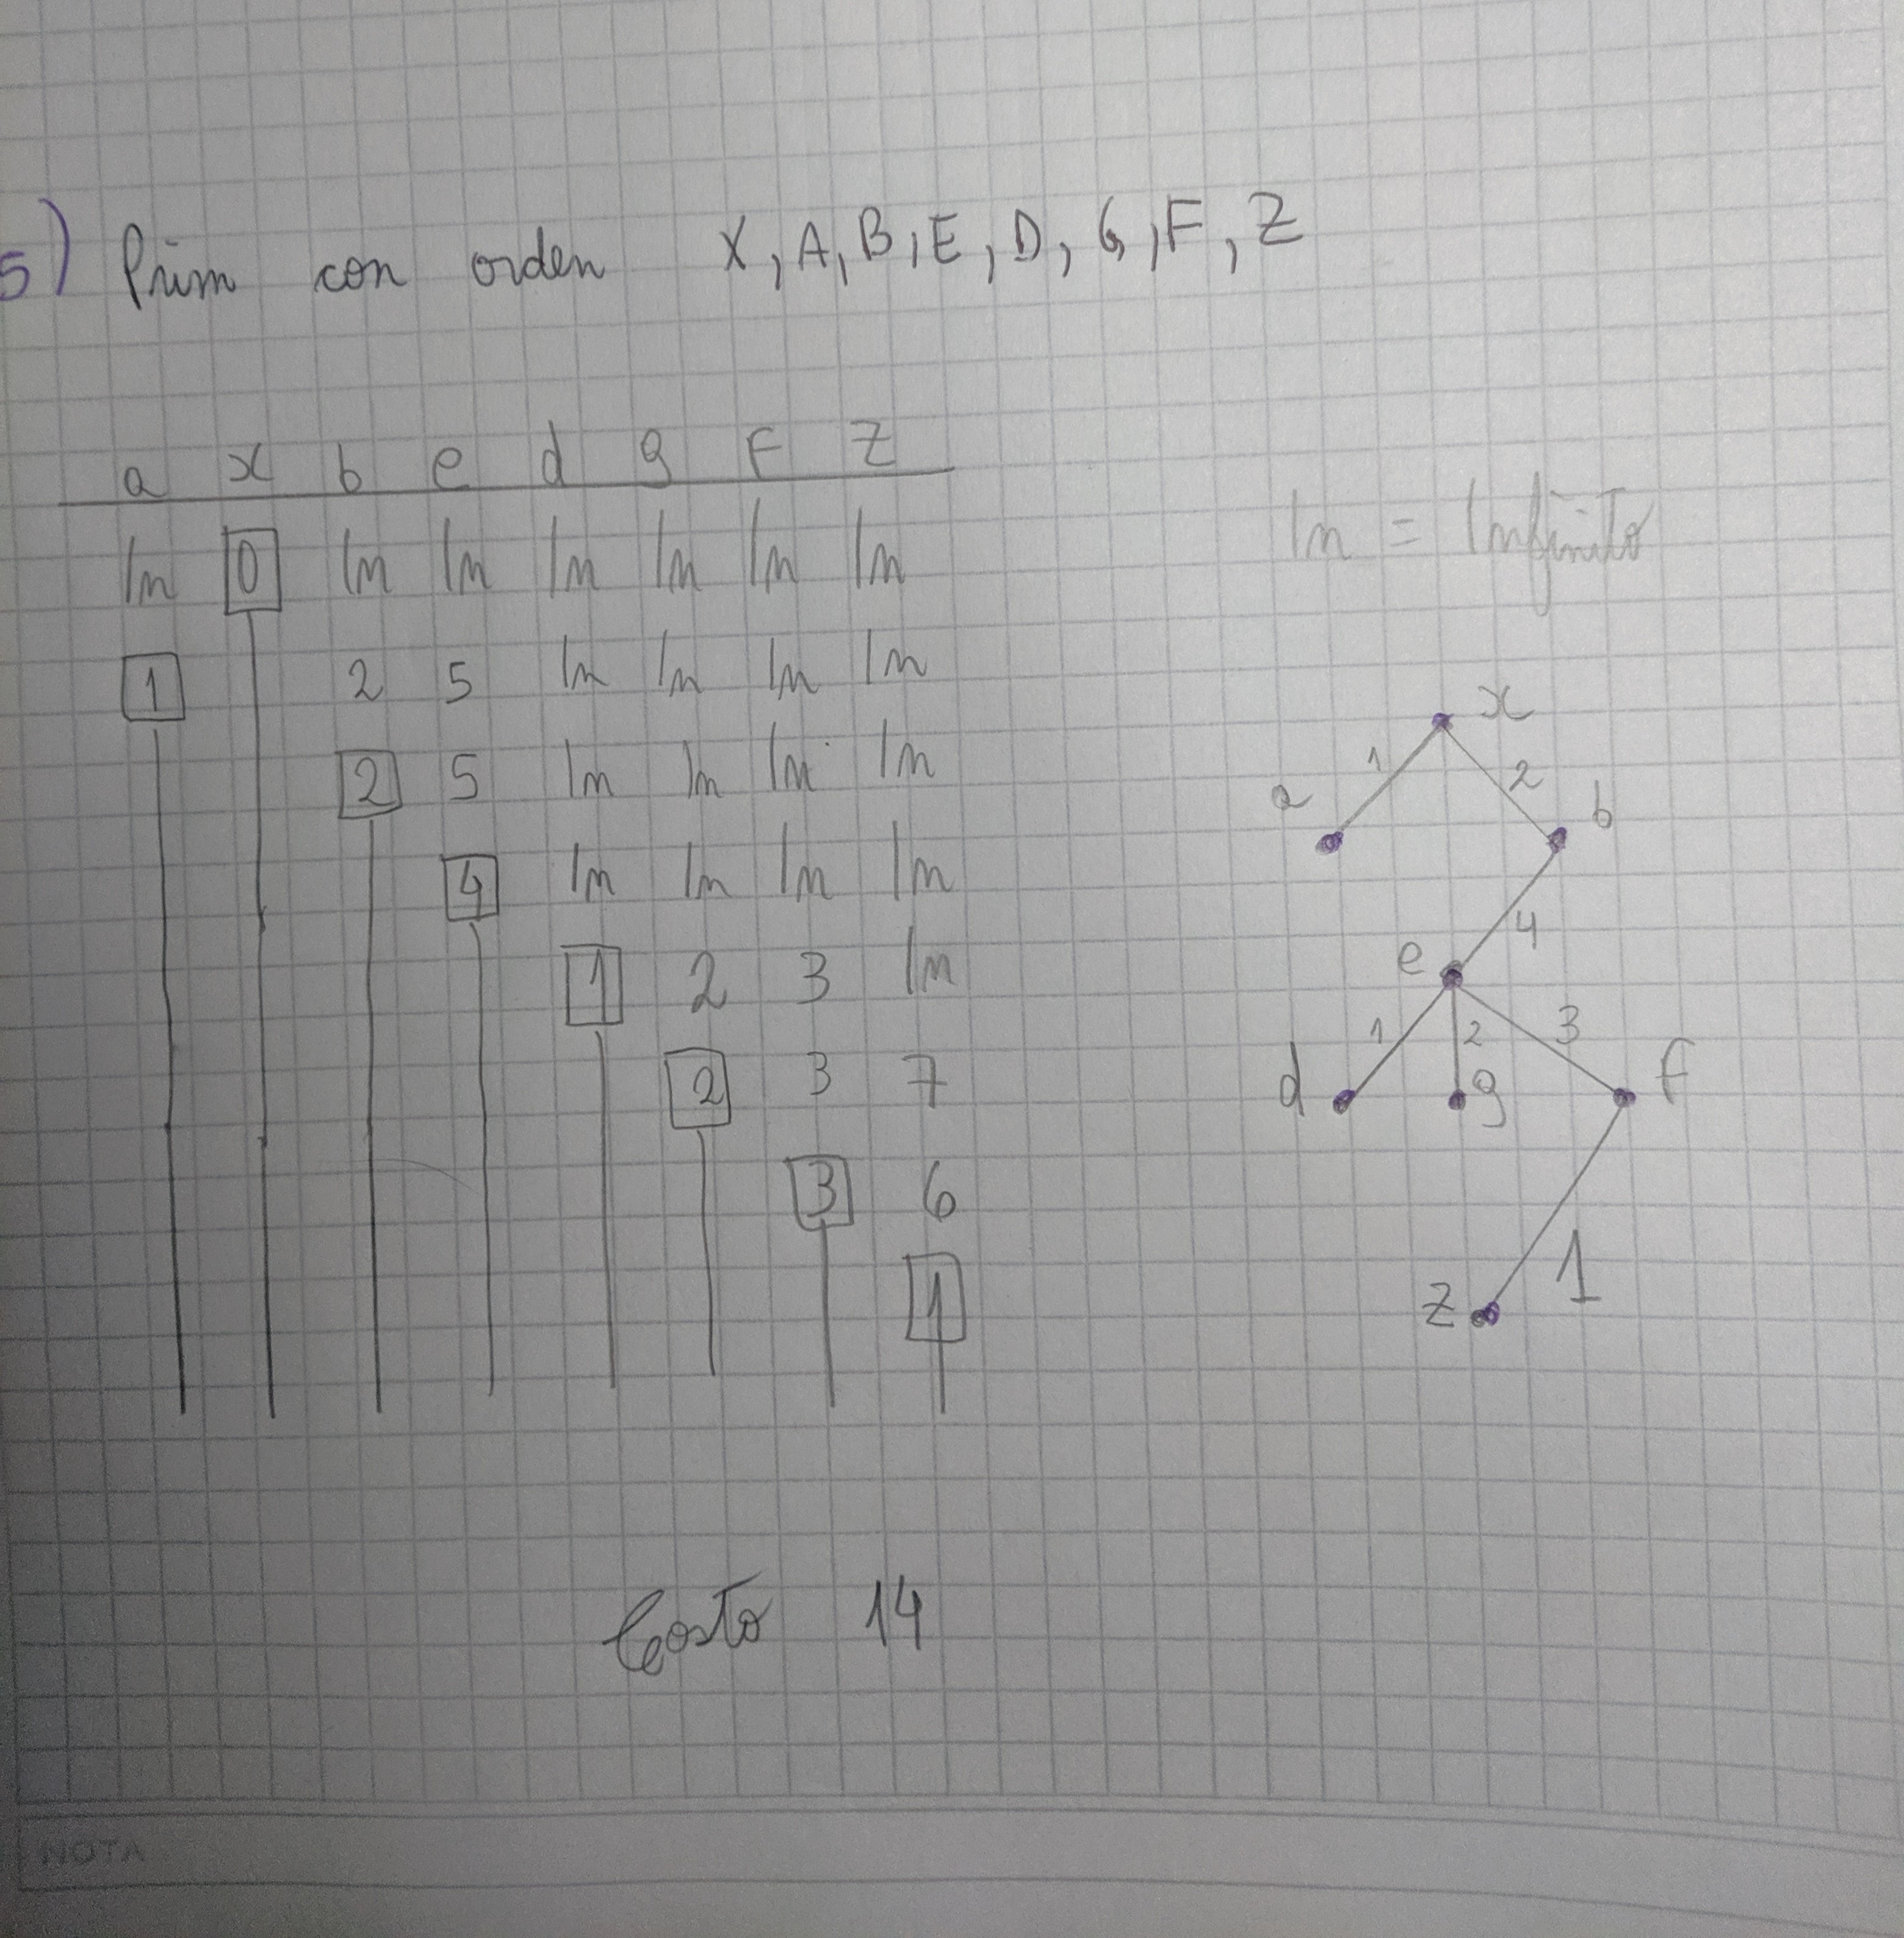 5) Prim con orden X, A, B, E, D, G, F, Z
a x b e d g F Z
In 0 In In In In In In
In = Infinito
1 2 5 In In In In
2 5 In In In In
4 In In In In
1 2 3 In
2 3 7
3 6
1
x
1 2
a b
4
e
1 2 3
d g f
1
z
Costo 14
NOTA